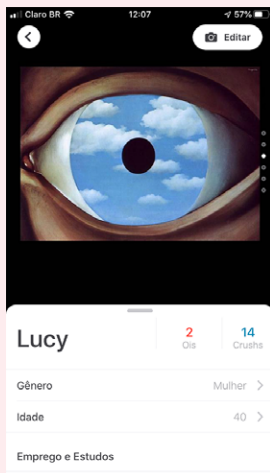 Claro BR 12:07 57%
Editar
Lucy
2 14
Ois Crushs
Gênero Mulher
Idade 40
Emprego e Estudos